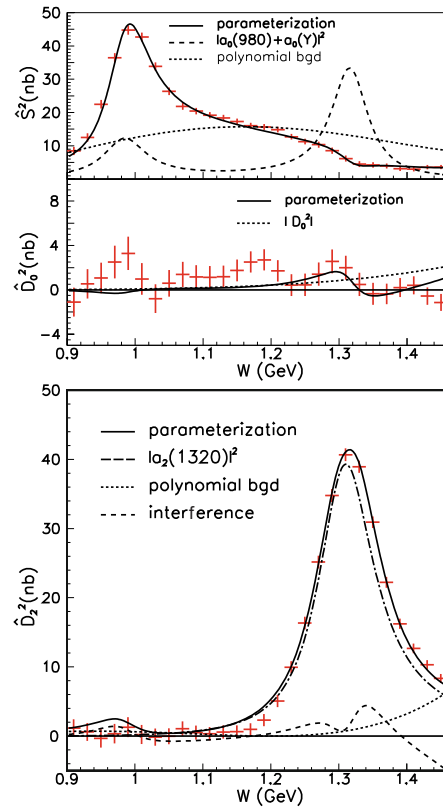 50
40
30
20
10
0
Ŝ²(nb)
parameterization
|a₀(980)+a₀(Y)|²
polynomial bgd
8
4
0
-4
D̂₀²(nb)
parameterization
| D₀²|
0.9 1 1.1 1.2 1.3 1.4
W (GeV)
50
40
30
20
10
0
D̂₂²(nb)
parameterization
|a₂(1320)|²
polynomial bgd
interference
0.9 1 1.1 1.2 1.3 1.4
W (GeV)